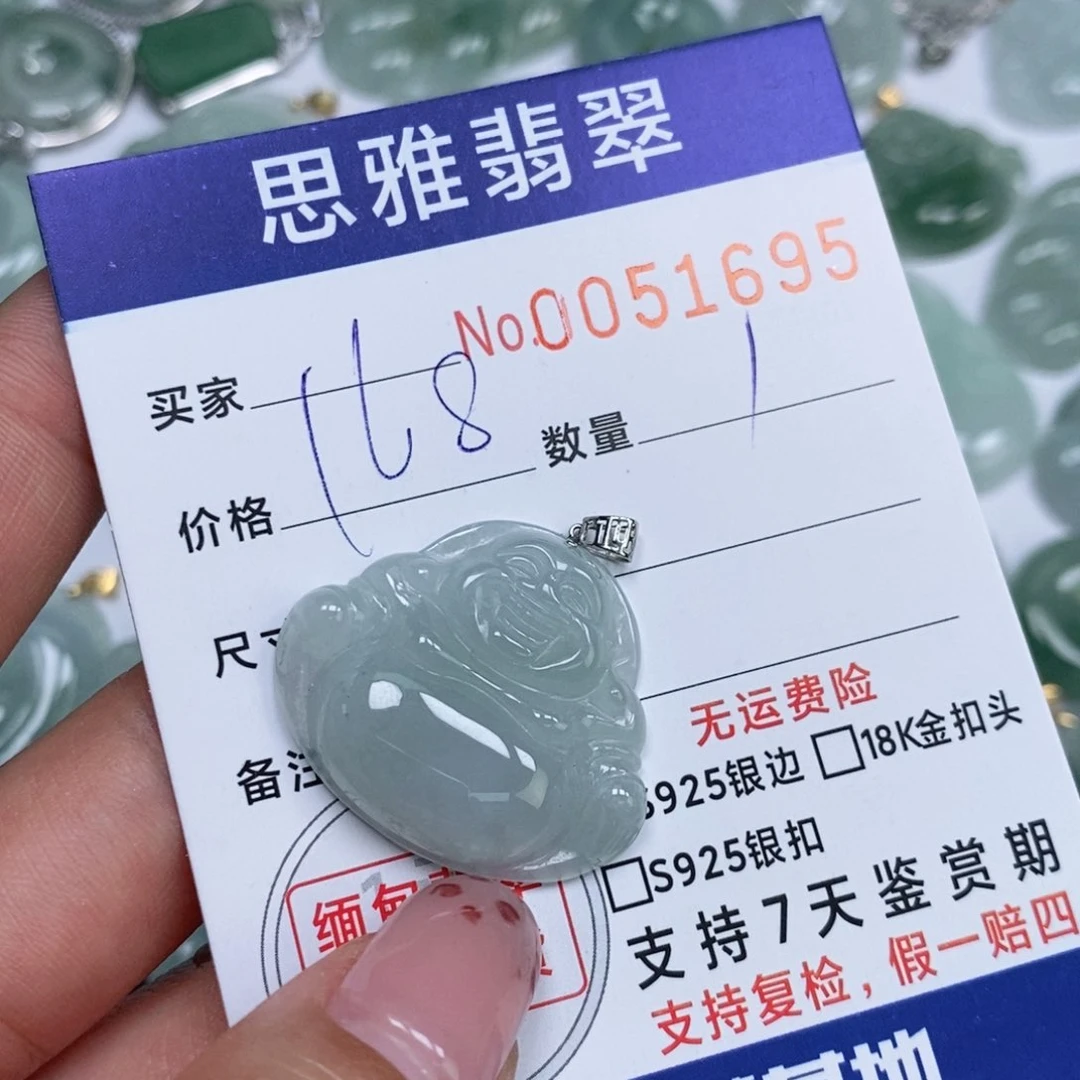 思雅翡翠
No.0051695
买家
168
数量
1
价格
尺寸
备注
无运费险
S925银边 □18K金扣头
□S925银扣
支持7天鉴赏期
支持复检，假一赔四
缅甸
基地